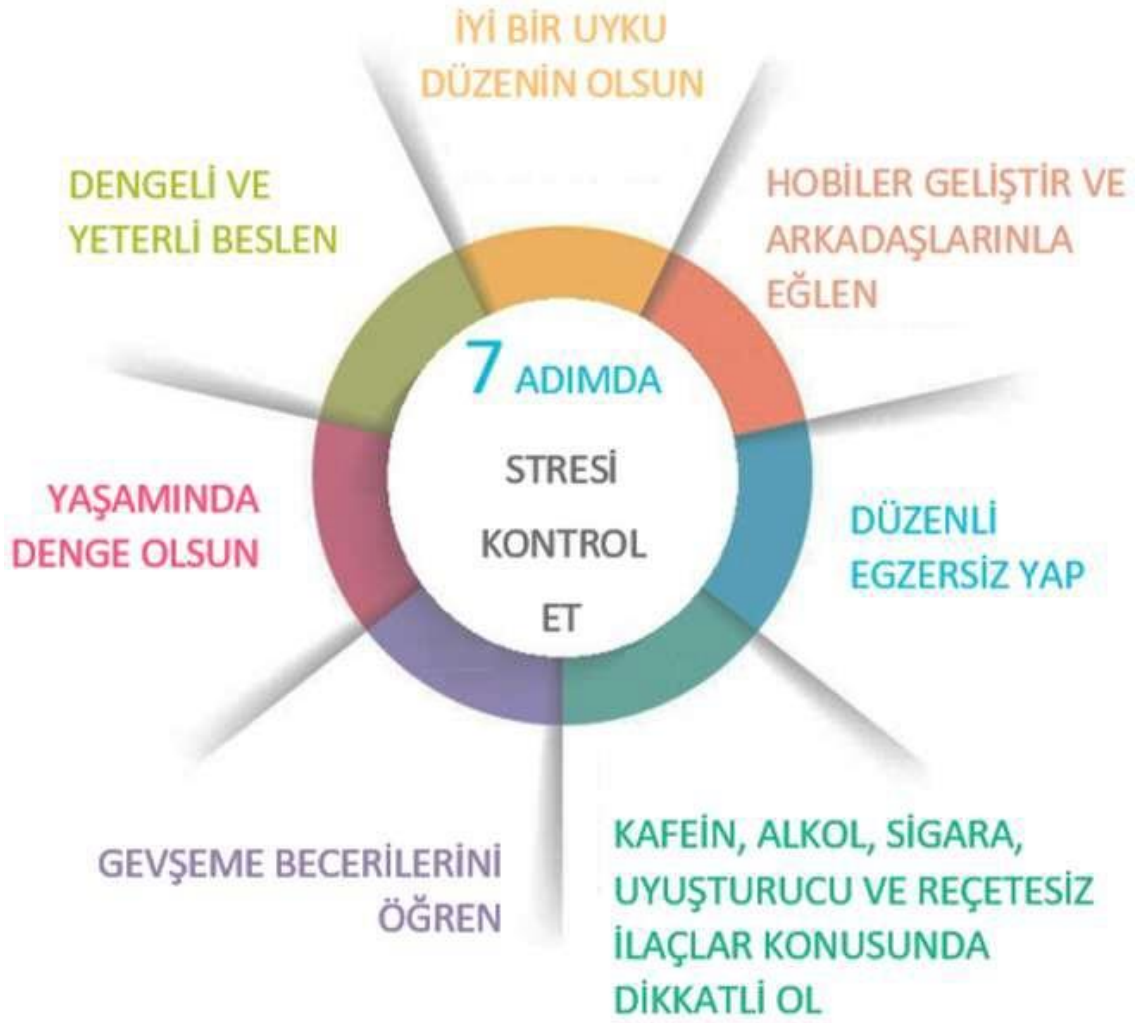 İYİ BİR UYKU
DÜZENİN OLSUN
HOBİLER GELİŞTİR VE
ARKADAŞLARINLA
EĞLEN
DÜZENLİ
EGZERSİZ YAP
KAFEİN, ALKOL, SİGARA,
UYUŞTURUCU VE REÇETESİZ
İLAÇLAR KONUSUNDA
DİKKATLİ OL
GEVŞEME BECERİLERİNİ
ÖĞREN
YAŞAMINDA
DENGE OLSUN
DENGELİ VE
YETERLİ BESLEN
7 ADIMDA
STRESİ
KONTROL
ET